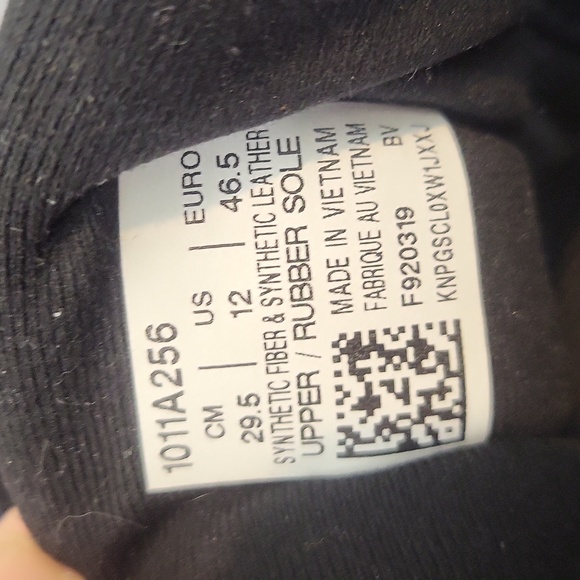 1011A256
CM | US | EURO
29.5 | 12 | 46.5
SYNTHETIC FIBER & SYNTHETIC LEATHER
UPPER / RUBBER SOLE
MADE IN VIETNAM
FABRIQUE AU VIETNAM
F920319 BV
KNPGSCL0XW1JXXJ